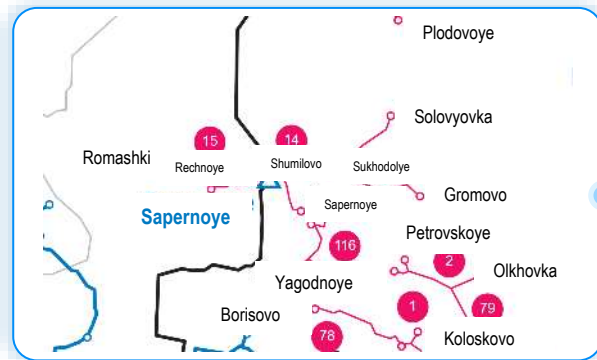 Plodovoye
Solovyovka
15
14
Romashki
Rechnoye
Shumilovo
Sukhodolye
Gromovo
Sapernoye
Sapernoye
Petrovskoye
116
2
Olkhovka
Yagodnoye
79
1
Borisovo
78
Koloskovo